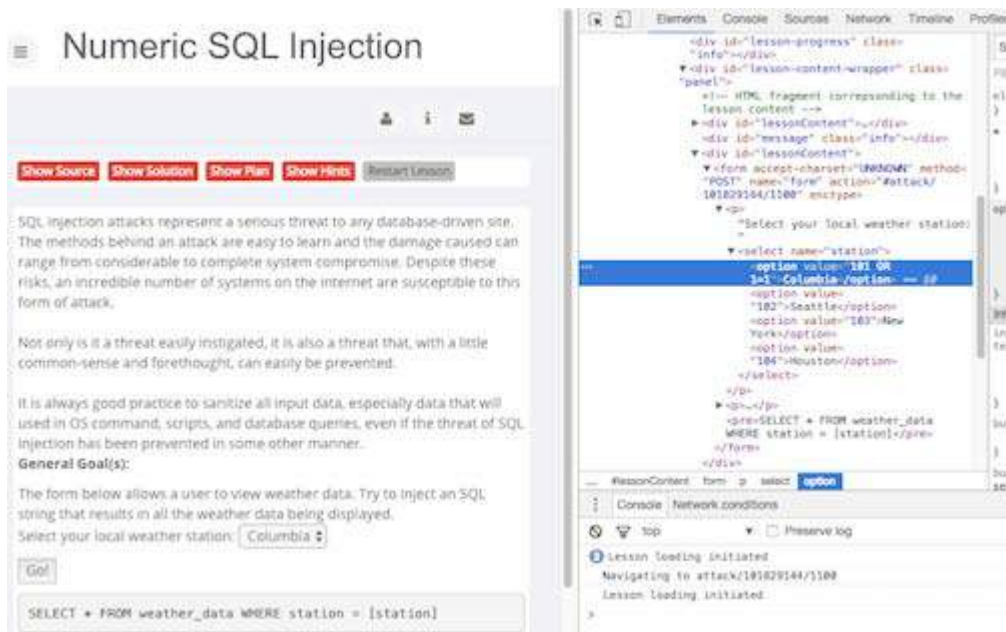 Numeric SQL Injection
Show Source Show Solution Show Plan Show Hints Restart Lesson
SQL injection attacks represent a serious threat to any database-driven site.
The methods behind an attack are easy to learn and the damage caused can
range from considerable to complete system compromise. Despite these
risks, an incredible number of systems on the internet are susceptible to this
form of attack.
Not only is it a threat easily instigated, it is also a threat that, with a little
common-sense and forethought, can easily be prevented.
It is always good practice to sanitize all input data, especially data that will
used in OS command, scripts, and database queries, even if the threat of SQL
injection has been prevented in some other manner.
General Goal(s):
The form below allows a user to view weather data. Try to inject an SQL
string that results in all the weather data being displayed.
Select your local weather station: Columbia
Go!
SELECT * FROM weather_data WHERE station = [station]
Elements Console Sources Network Timeline Profiles
<div id="lesson-progress" class=
"info"></div>
▼<div id="lesson-content-wrapper" class=
"panel">
<!-- HTML fragment correpsonding to the
lesson content -->
▶<div id="lessonContent">…</div>
<div id="message" class="info"></div>
▼<div id="lessonContent">
▼<form accept-charset="UNKNOWN" method=
"POST" name="form" action="#attack/
101829144/1100" enctype>
▼<p>
"Select your local weather station:
"
▼<select name="station">
<option value="101 OR
1=1">Columbia</option> == $0
<option value=
"102">Seattle</option>
<option value="103">New
York</option>
<option value=
"104">Houston</option>
</select>
</p>
▶<p>…</p>
<pre>SELECT * FROM weather_data
WHERE station = [station]</pre>
</form>
</div>
… #lessonContent form p select option
Console Network conditions
top Preserve log
2 Lesson loading initiated
Navigating to attack/101829144/1100
Lesson loading initiated
>